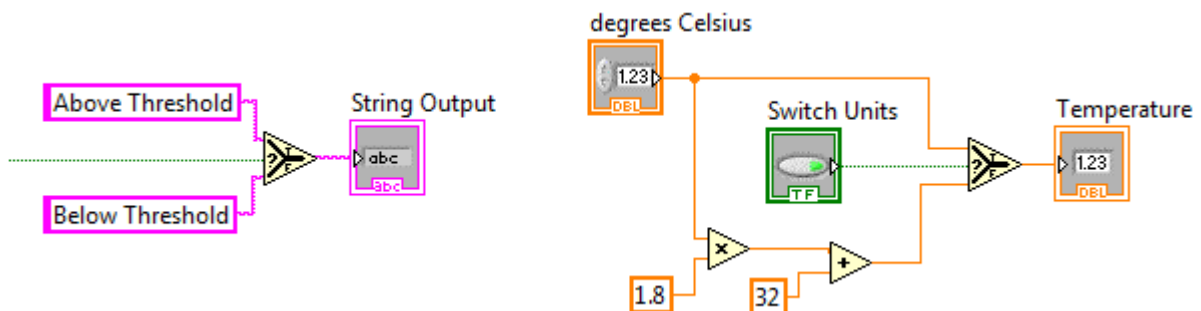 degrees Celsius
1.23
DBL
Above Threshold
String Output
? T F
abc
abc
Below Threshold
Switch Units
TF
? T F
Temperature
1.23
DBL
x
+
1.8
32